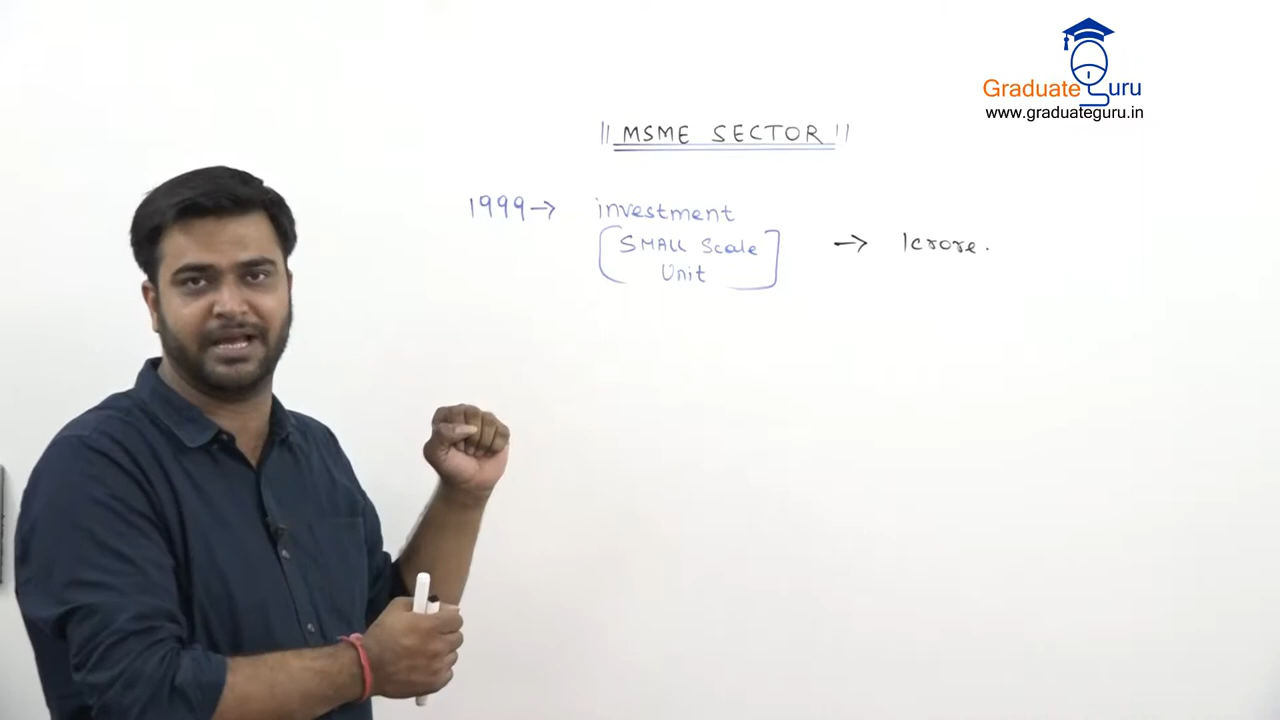 Graduate Guru
www.graduateguru.in
|| MSME SECTOR ||
1999 → investment
[SMALL Scale → 1crore.
Unit]